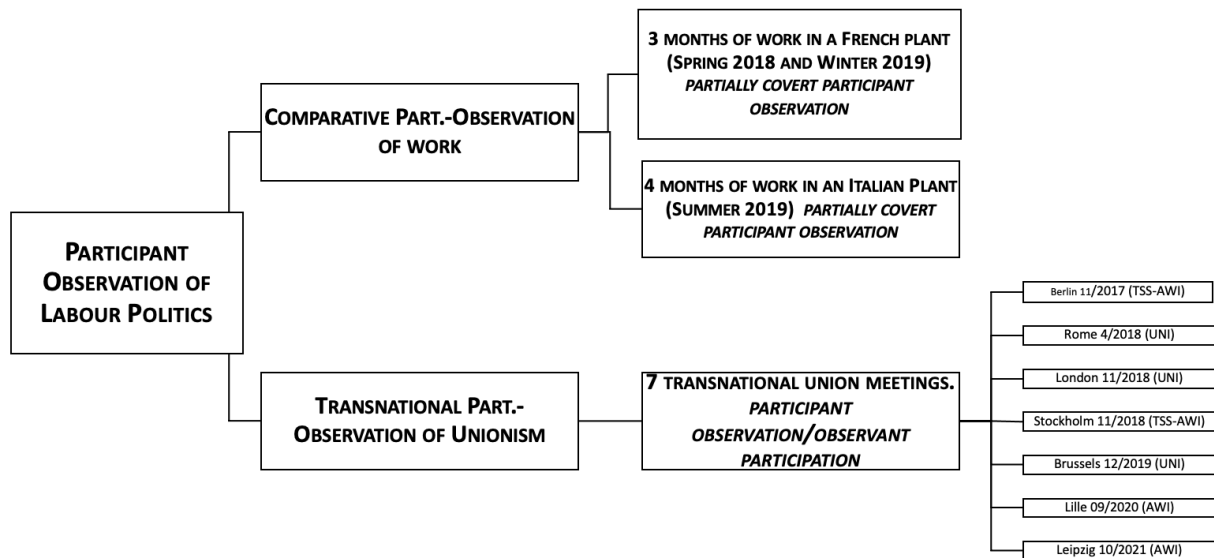 3 MONTHS OF WORK IN A FRENCH PLANT
(SPRING 2018 AND WINTER 2019)
PARTIALLY COVERT PARTICIPANT
OBSERVATION
COMPARATIVE PART.-OBSERVATION
OF WORK
4 MONTHS OF WORK IN AN ITALIAN PLANT
(SUMMER 2019) PARTIALLY COVERT
PARTICIPANT OBSERVATION
PARTICIPANT
OBSERVATION OF
LABOUR POLITICS
TRANSNATIONAL PART.-
OBSERVATION OF UNIONISM
7 TRANSNATIONAL UNION MEETINGS.
PARTICIPANT
OBSERVATION/OBSERVANT
PARTICIPATION
Berlin 11/2017 (TSS-AWI)
Rome 4/2018 (UNI)
London 11/2018 (UNI)
Stockholm 11/2018 (TSS-AWI)
Brussels 12/2019 (UNI)
Lille 09/2020 (AWI)
Leipzig 10/2021 (AWI)